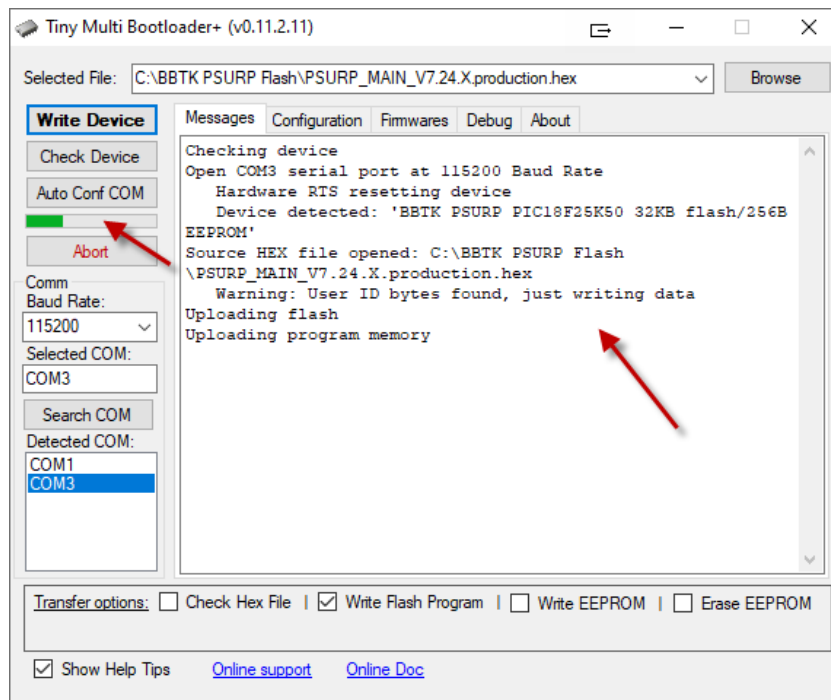 Tiny Multi Bootloader+ (v0.11.2.11)
Selected File: C:\BBTK PSURP Flash\PSURP_MAIN_V7.24.X.production.hex Browse
Write Device
Check Device
Auto Conf COM
Abort
Comm
Baud Rate:
115200
Selected COM:
COM3
Search COM
Detected COM:
COM1
COM3
Messages Configuration Firmwares Debug About
Checking device
Open COM3 serial port at 115200 Baud Rate
Hardware RTS resetting device
Device detected: 'BBTK PSURP PIC18F25K50 32KB flash/256B
EEPROM'
Source HEX file opened: C:\BBTK PSURP Flash
\PSURP_MAIN_V7.24.X.production.hex
Warning: User ID bytes found, just writing data
Uploading flash
Uploading program memory
Transfer options: Check Hex File | Write Flash Program | Write EEPROM | Erase EEPROM
Show Help Tips Online support Online Doc